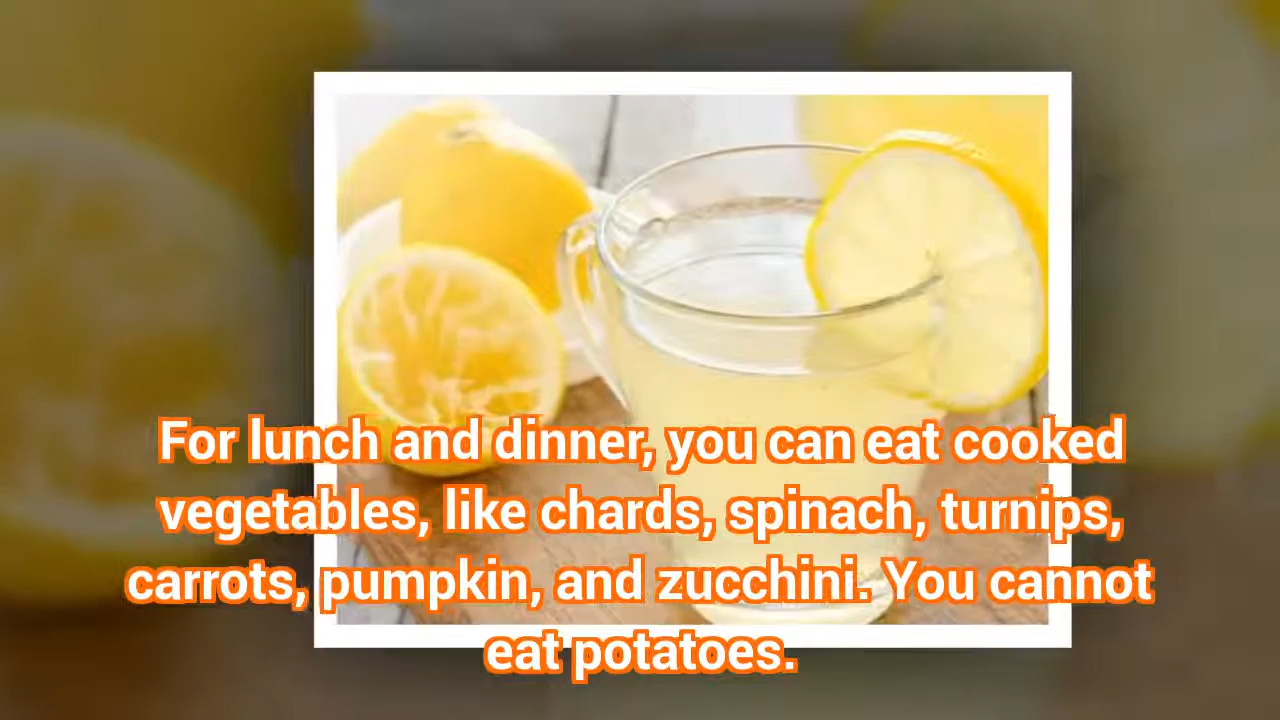 For lunch and dinner, you can eat cooked
vegetables, like chards, spinach, turnips,
carrots, pumpkin, and zucchini. You cannot
eat potatoes.